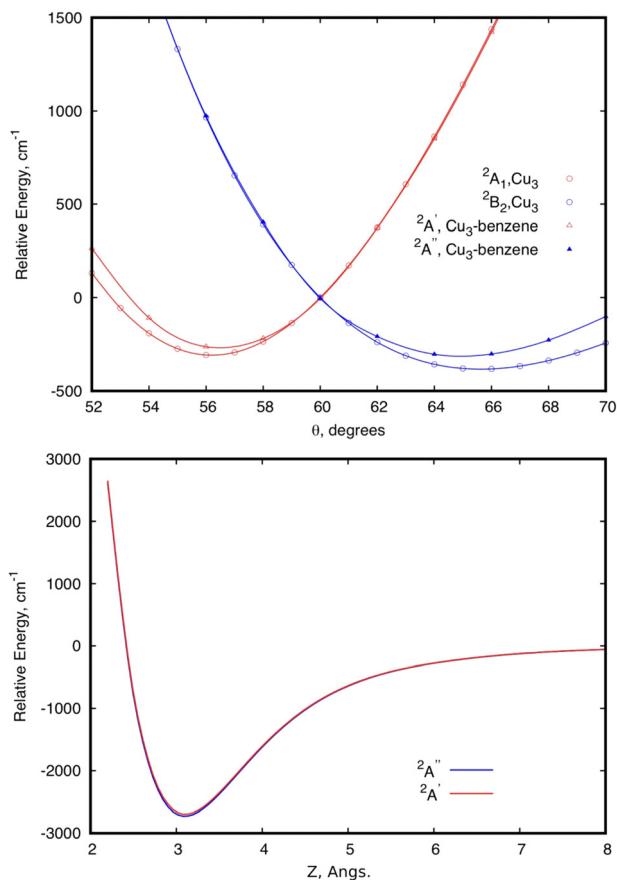 1500
1000
500
0
-500
Relative Energy, cm⁻¹
²A₁,Cu₃
²B₂,Cu₃
²A', Cu₃-benzene
²A'', Cu₃-benzene
52 54 56 58 60 62 64 66 68 70
θ, degrees
3000
2000
1000
0
-1000
-2000
-3000
Relative Energy, cm⁻¹
²A''
²A'
2 3 4 5 6 7 8
Z, Angs.